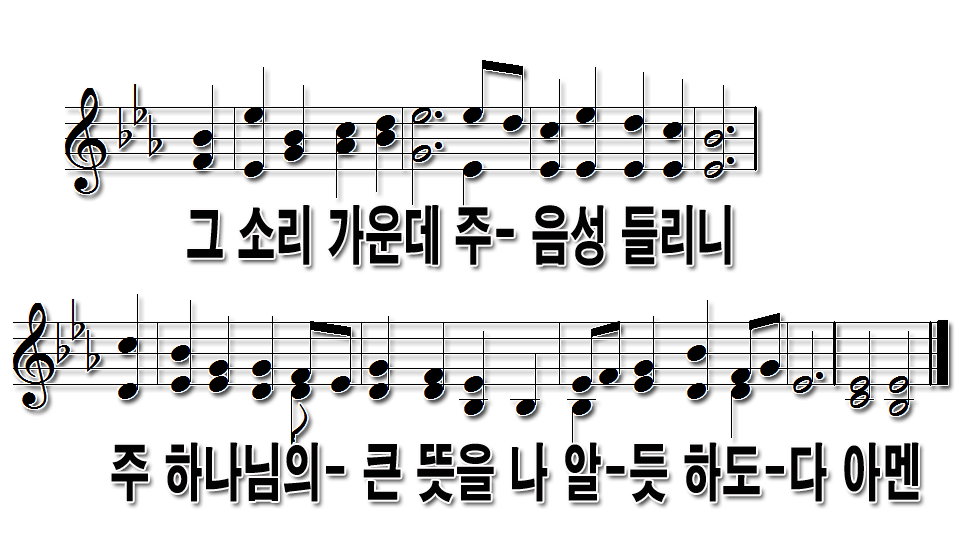 그 소리 가운데 주- 음성 들리니
주 하나님의- 큰 뜻을 나 알-듯 하도-다 아멘